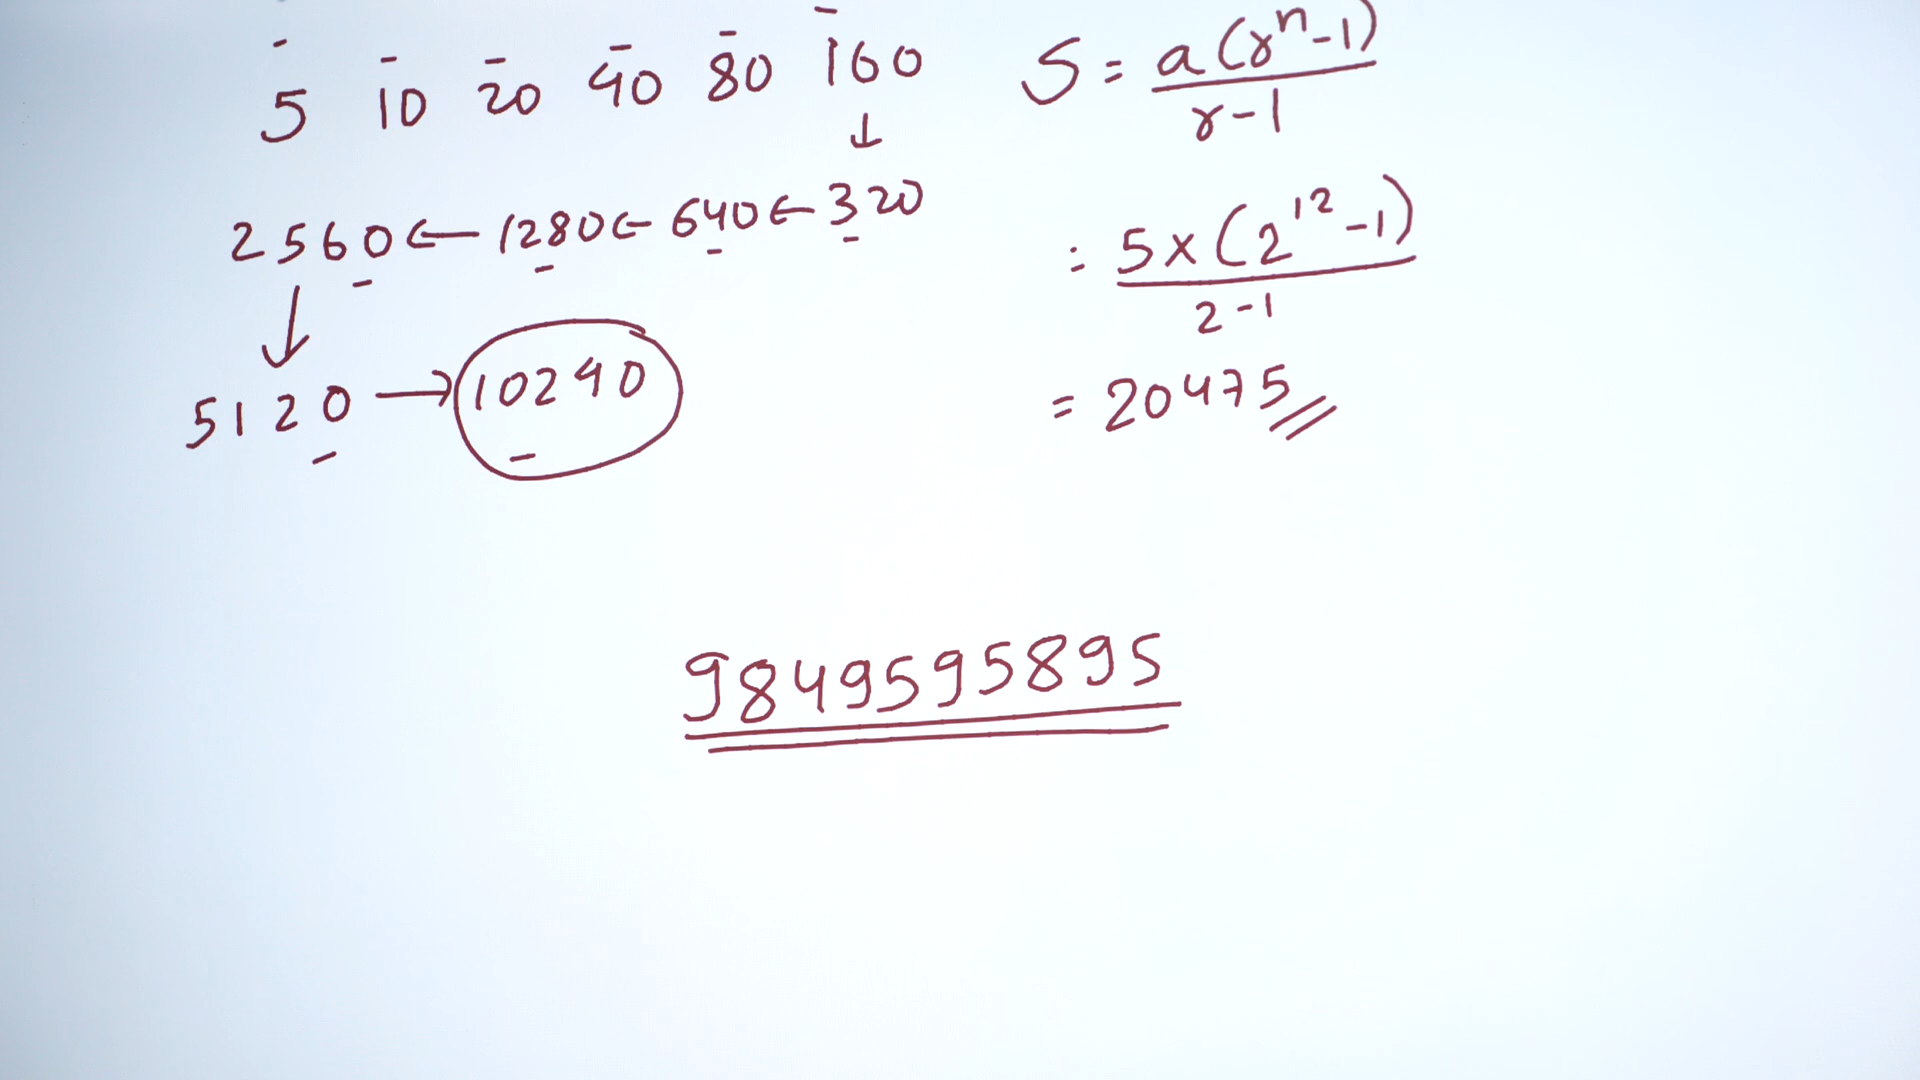 5 10 20 40 80 160
↓
2560 ← 1280 ← 640 ← 320
↓
5120 → 10240
S = a(r^n-1)
r-1
= 5x(2^12-1)
2-1
= 20475
9849595895